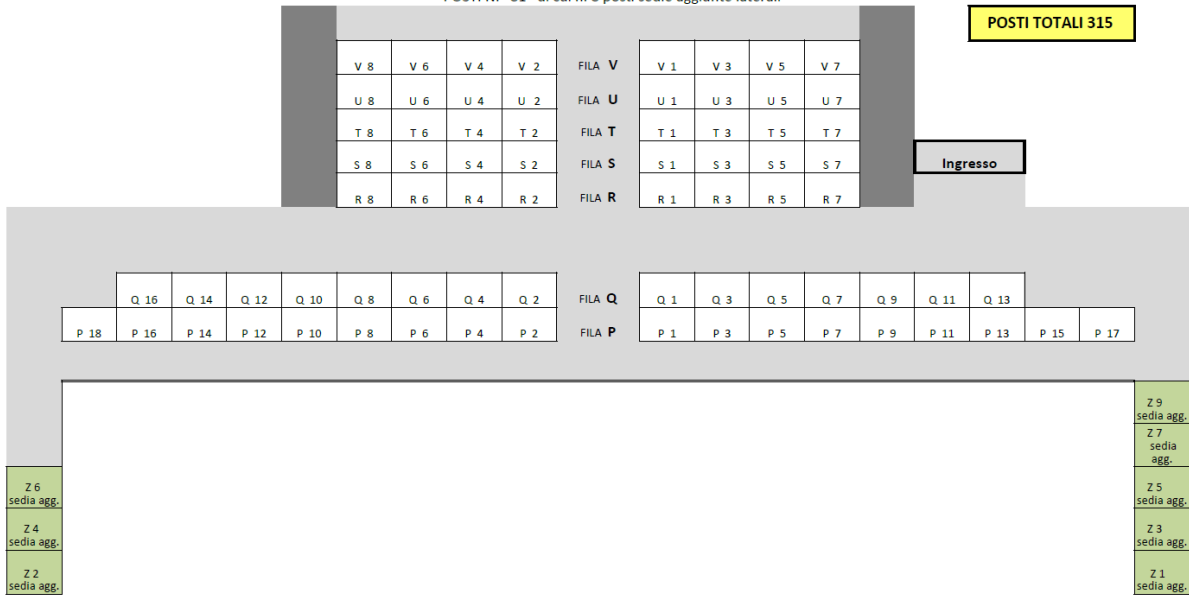 POSTI TOTALI 315
V 8 V 6 V 4 V 2 FILA V V 1 V 3 V 5 V 7
U 8 U 6 U 4 U 2 FILA U U 1 U 3 U 5 U 7
T 8 T 6 T 4 T 2 FILA T T 1 T 3 T 5 T 7
S 8 S 6 S 4 S 2 FILA S S 1 S 3 S 5 S 7 Ingresso
R 8 R 6 R 4 R 2 FILA R R 1 R 3 R 5 R 7
Q 16 Q 14 Q 12 Q 10 Q 8 Q 6 Q 4 Q 2 FILA Q Q 1 Q 3 Q 5 Q 7 Q 9 Q 11 Q 13
P 18 P 16 P 14 P 12 P 10 P 8 P 6 P 4 P 2 FILA P P 1 P 3 P 5 P 7 P 9 P 11 P 13 P 15 P 17
Z 9
sedia agg.
Z 7
sedia
agg.
Z 6
sedia agg.
Z 5
sedia agg.
Z 4
sedia agg.
Z 3
sedia agg.
Z 2
sedia agg.
Z 1
sedia agg.